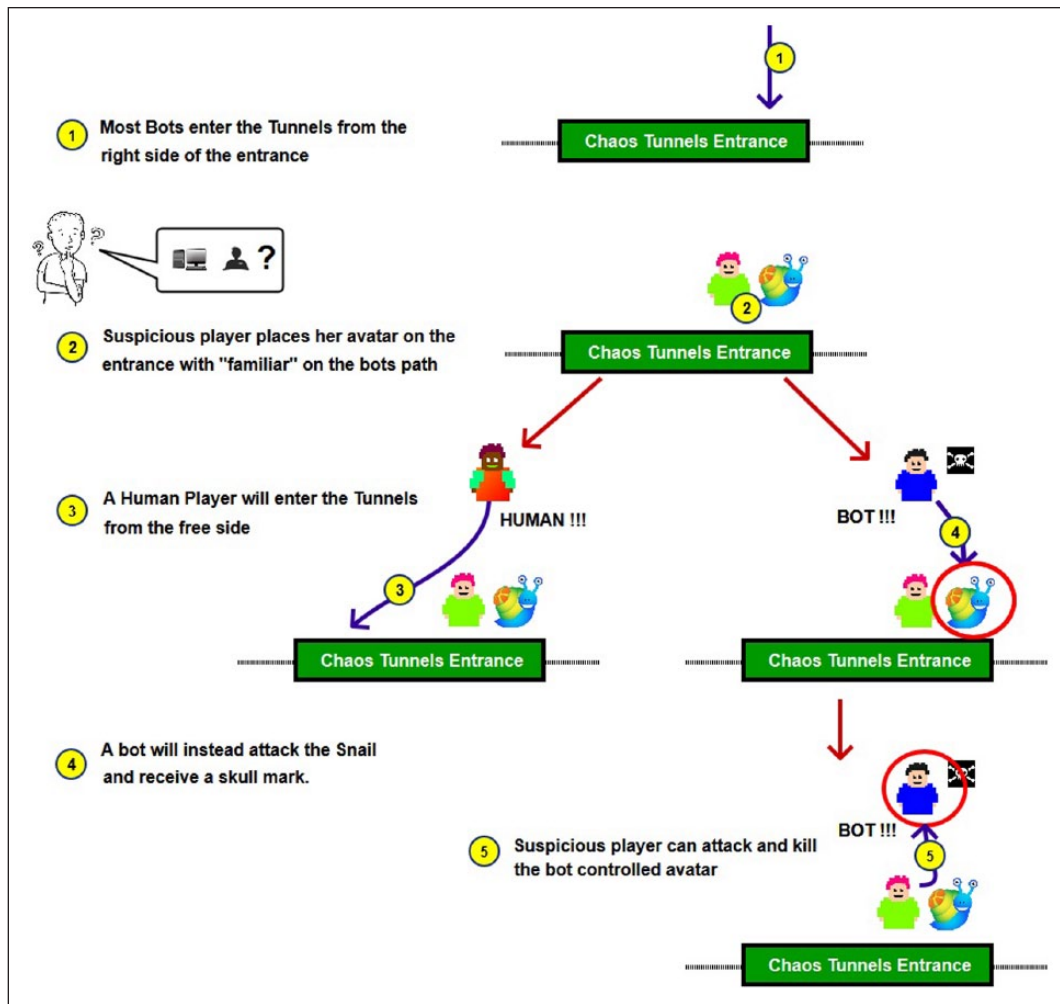 1
Chaos Tunnels Entrance
1 Most Bots enter the Tunnels from the
right side of the entrance
?
? ?
2
2 Suspicious player places her avatar on the
entrance with "familiar" on the bots path
Chaos Tunnels Entrance
3 A Human Player will enter the Tunnels
from the free side
HUMAN !!!
BOT !!!
4
3
Chaos Tunnels Entrance
Chaos Tunnels Entrance
4 A bot will instead attack the Snail
and receive a skull mark.
BOT !!!
5 Suspicious player can attack and kill
the bot controlled avatar
5
Chaos Tunnels Entrance